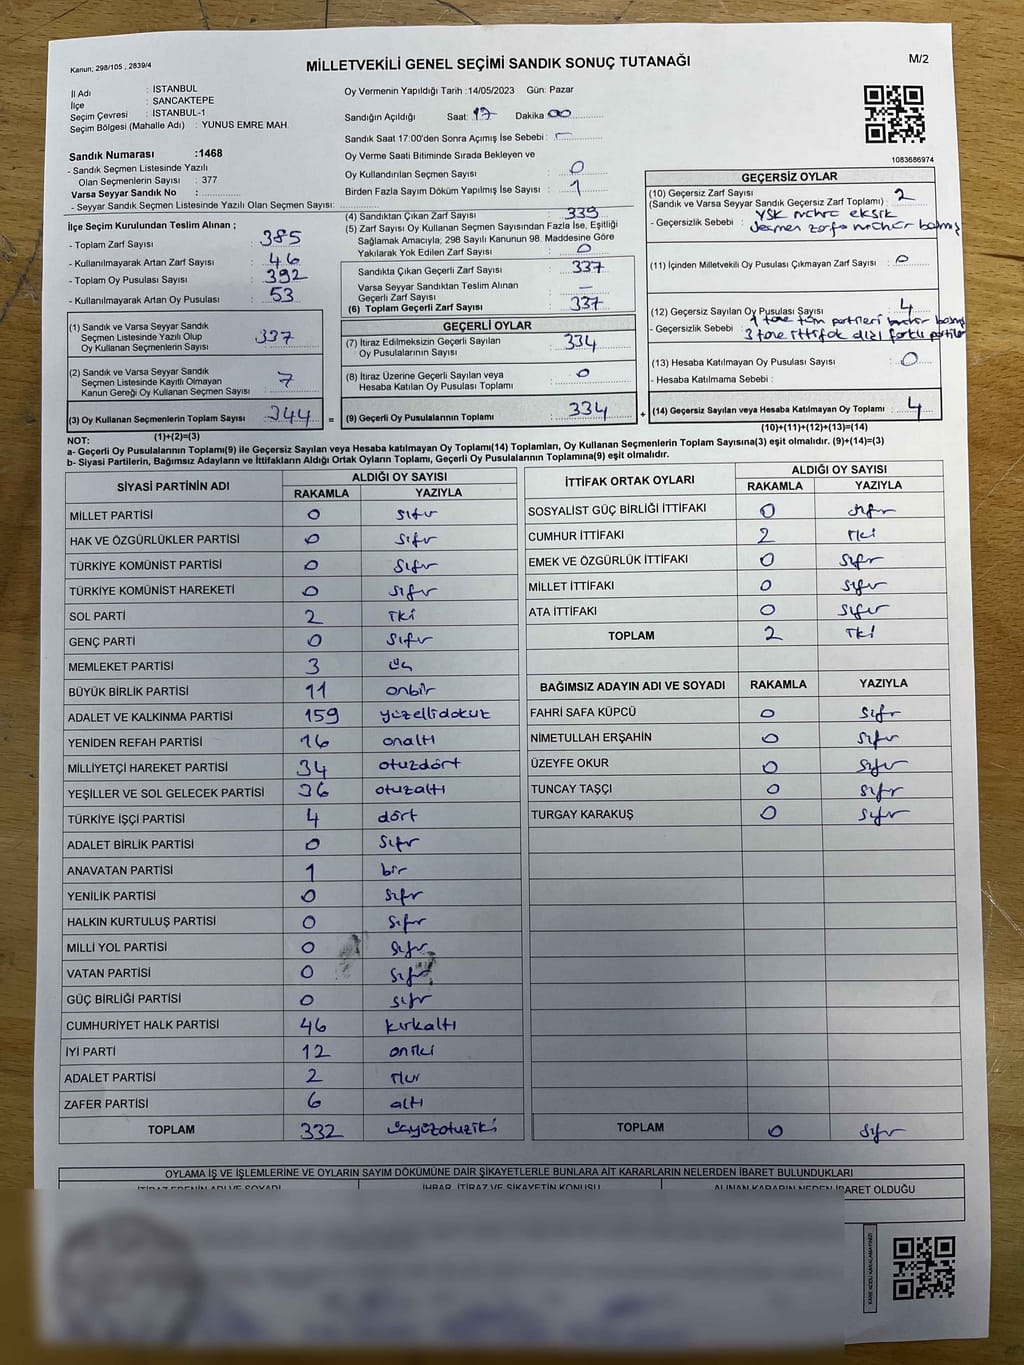 Kanun; 298/105 , 2839/4
MİLLETVEKİLİ GENEL SEÇİMİ SANDIK SONUÇ TUTANAĞI
M/2
İl Adı : İSTANBUL
İlçe : SANCAKTEPE
Seçim Çevresi : İSTANBUL-1
Seçim Bölgesi (Mahalle Adı) : YUNUS EMRE MAH.
Sandık Numarası :1468
- Sandık Seçmen Listesinde Yazılı
Olan Seçmenlerin Sayısı : 377
Varsa Seyyar Sandık No :
- Seyyar Sandık Seçmen Listesinde Yazılı Olan Seçmen Sayısı:
Oy Vermenin Yapıldığı Tarih :14/05/2023 Gün: Pazar
Sandığın Açıldığı Saat: 17 Dakika: 00
Sandık Saat 17:00'den Sonra Açımış İse Sebebi : –
Oy Verme Saati Bitiminde Sırada Bekleyen ve
Oy Kullandırılan Seçmen Sayısı : 0
Birden Fazla Sayım Döküm Yapılmış İse Sayısı : 1
1083686974
İlçe Seçim Kurulundan Teslim Alınan ;
- Toplam Zarf Sayısı : 385
- Kullanılmayarak Artan Zarf Sayısı : 46
- Toplam Oy Pusulası Sayısı : 392
- Kullanılmayarak Artan Oy Pusulası : 53
(1) Sandık ve Varsa Seyyar Sandık
Seçmen Listesinde Yazılı Olup
Oy Kullanan Seçmenlerin Sayısı : 337
(2) Sandık ve Varsa Seyyar Sandık
Seçmen Listesinde Kayıtlı Olmayan
Kanun Gereği Oy Kullanan Seçmen Sayısı : 7
(3) Oy Kullanan Seçmenlerin Toplam Sayısı : 344
(1)+(2)=(3)
(4) Sandıktan Çıkan Zarf Sayısı : 339
(5) Zarf Sayısı Oy Kullanan Seçmen Sayısından Fazla İse, Eşitliği
Sağlamak Amacıyla; 298 Sayılı Kanunun 98. Maddesine Göre
Yakılarak Yok Edilen Zarf Sayısı : 0
Sandıkta Çıkan Geçerli Zarf Sayısı : 337
Varsa Seyyar Sandıktan Teslim Alınan
Geçerli Zarf Sayısı : –
(6) Toplam Geçerli Zarf Sayısı : 337
GEÇERLİ OYLAR
(7) İtiraz Edilmeksizin Geçerli Sayılan
Oy Pusulalarının Sayısı : 334
(8) İtiraz Üzerine Geçerli Sayılan veya
Hesaba Katılan Oy Pusulası Toplamı : 0
= (9) Geçerli Oy Pusulalarının Toplamı : 334 +
GEÇERSİZ OYLAR
(10) Geçersiz Zarf Sayısı : 2
(Sandık ve Varsa Seyyar Sandık Geçersiz Zarf Toplamı)
- Geçersizlik Sebebi : YSK mührü eksik
seçmen zarfa mühür basmış
(11) İçinden Milletvekili Oy Pusulası Çıkmayan Zarf Sayısı : 0
(12) Geçersiz Sayılan Oy Pusulası Sayısı : 4
- Geçersizlik Sebebi : 1 tane tüm partileri mühür basmış
3 tane ittifak dışı farklı partiler
(13) Hesaba Katılmayan Oy Pusulası Sayısı : 0
- Hesaba Katılmama Sebebi :
(14) Geçersiz Sayılan veya Hesaba Katılmayan Oy Toplamı : 4
(10)+(11)+(12)+(13)=(14)
NOT:
a- Geçerli Oy Pusulalarının Toplamı(9) ile Geçersiz Sayılan veya Hesaba katılmayan Oy Toplamı(14) Toplamları, Oy Kullanan Seçmenlerin Toplam Sayısına(3) eşit olmalıdır. (9)+(14)=(3)
b- Siyasi Partilerin, Bağımsız Adayların ve İttifakların Aldığı Ortak Oyların Toplamı, Geçerli Oy Pusulalarının Toplamına(9) eşit olmalıdır.
SİYASİ PARTİNİN ADI ALDIĞI OY SAYISI
RAKAMLA YAZIYLA
MİLLET PARTİSİ 0 sıfır
HAK VE ÖZGÜRLÜKLER PARTİSİ 0 sıfır
TÜRKİYE KOMÜNİST PARTİSİ 0 sıfır
TÜRKİYE KOMÜNİST HAREKETİ 0 sıfır
SOL PARTİ 2 iki
GENÇ PARTİ 0 sıfır
MEMLEKET PARTİSİ 3 üç
BÜYÜK BİRLİK PARTİSİ 11 onbir
ADALET VE KALKINMA PARTİSİ 159 yüzellidokuz
YENİDEN REFAH PARTİSİ 16 onaltı
MİLLİYETÇİ HAREKET PARTİSİ 34 otuzdört
YEŞİLLER VE SOL GELECEK PARTİSİ 36 otuzaltı
TÜRKİYE İŞÇİ PARTİSİ 4 dört
ADALET BİRLİK PARTİSİ 0 sıfır
ANAVATAN PARTİSİ 1 bir
YENİLİK PARTİSİ 0 sıfır
HALKIN KURTULUŞ PARTİSİ 0 sıfır
MİLLİ YOL PARTİSİ 0 sıfır
VATAN PARTİSİ 0 sıfır
GÜÇ BİRLİĞİ PARTİSİ 0 sıfır
CUMHURİYET HALK PARTİSİ 46 kırkaltı
İYİ PARTİ 12 oniki
ADALET PARTİSİ 2
ZAFER PARTİSİ 6 altı
TOPLAM 332 üçyüzotuziki
İTTİFAK ORTAK OYLARI ALDIĞI OY SAYISI
RAKAMLA YAZIYLA
SOSYALİST GÜÇ BİRLİĞİ İTTİFAKI 0 sıfır
CUMHUR İTTİFAKI 2 iki
EMEK VE ÖZGÜRLÜK İTTİFAKI 0 sıfır
MİLLET İTTİFAKI 0 sıfır
ATA İTTİFAKI 0 sıfır
TOPLAM 2 iki
BAĞIMSIZ ADAYIN ADI VE SOYADI RAKAMLA YAZIYLA
FAHRİ SAFA KÜPCÜ 0 sıfır
NİMETULLAH ERŞAHİN 0 sıfır
ÜZEYFE OKUR 0 sıfır
TUNCAY TAŞÇI 0 sıfır
TURGAY KARAKUŞ 0 sıfır
TOPLAM 0 sıfır
OYLAMA İŞ VE İŞLEMLERİNE VE OYLARIN SAYIM DÖKÜMÜNE DAİR ŞİKAYETLERLE BUNLARA AİT KARARLARIN NELERDEN İBARET BULUNDUKLARI
İTİRAZ EDENİN ADI VE SOYADI İHBAR, İTİRAZ VE ŞİKAYETİN KONUSU ALINAN KARARIN NEDEN İBARET OLDUĞU